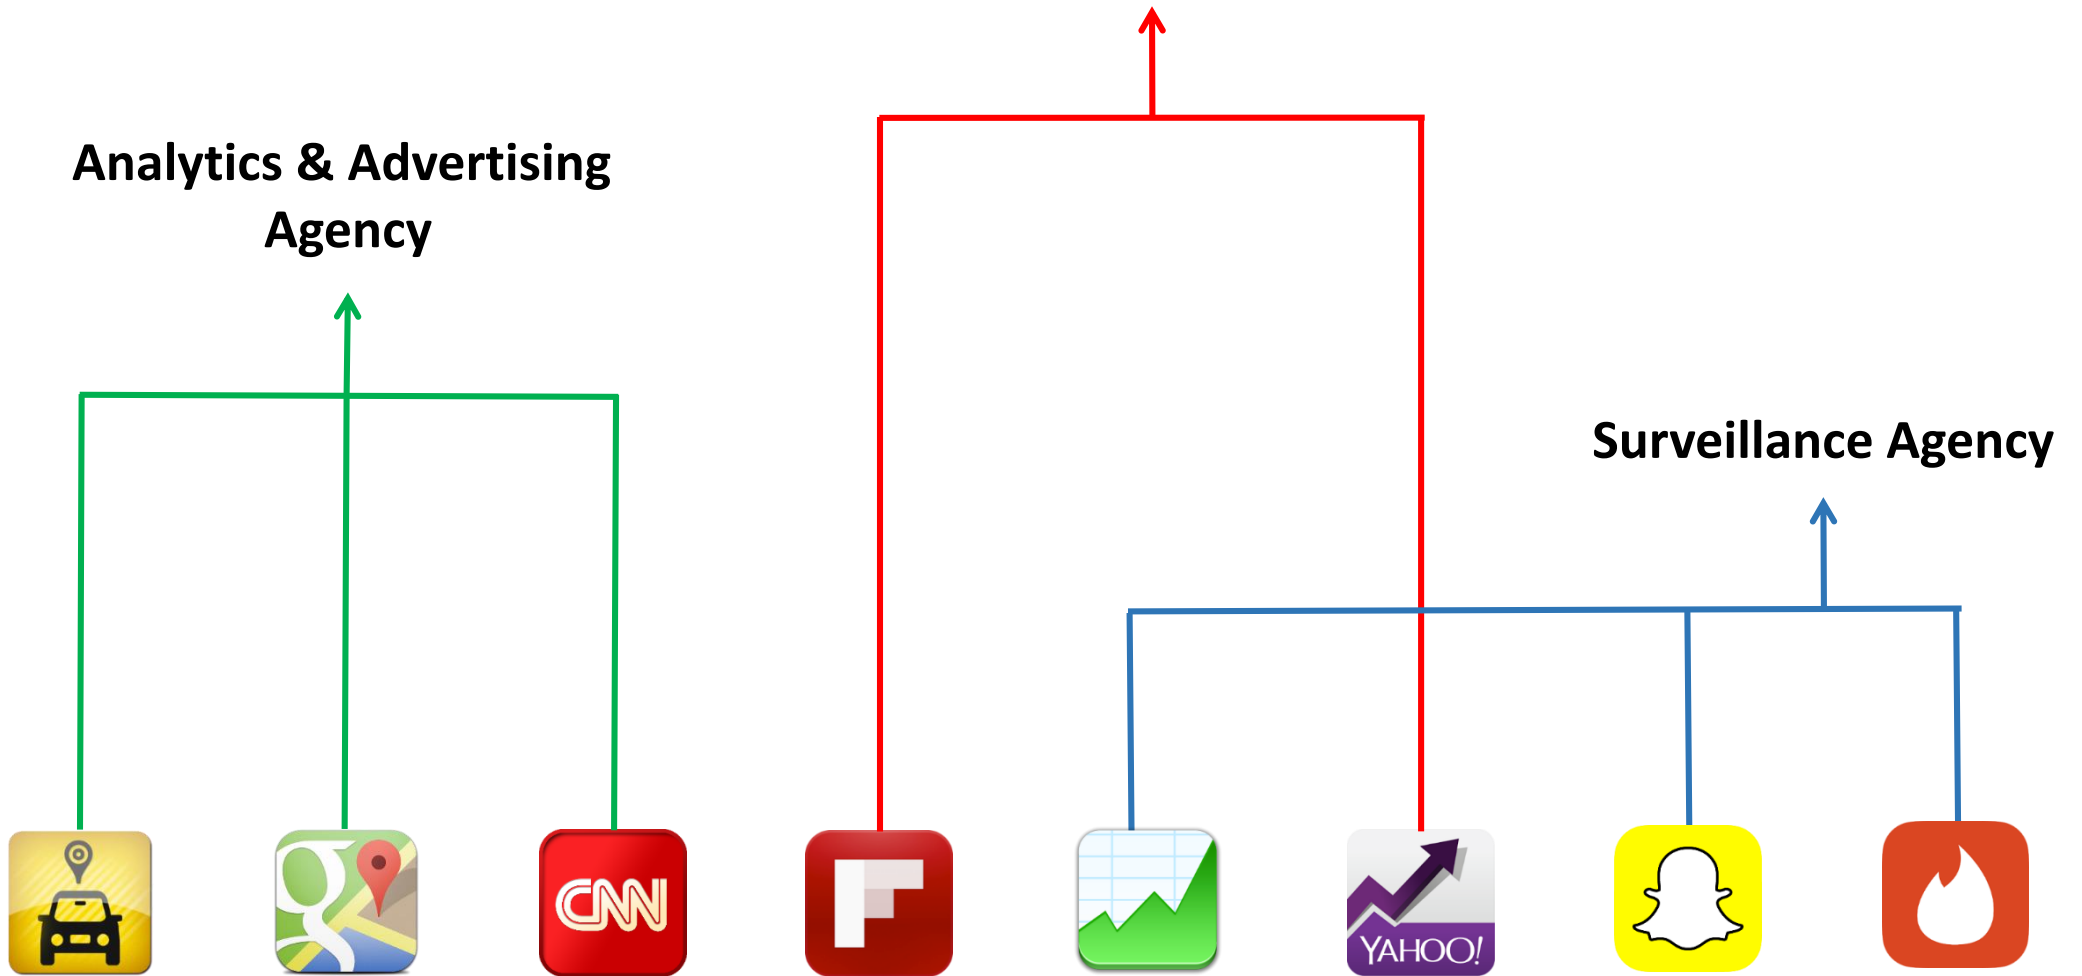 Analytics & Advertising
Agency
Surveillance Agency
CNN
YAHOO!